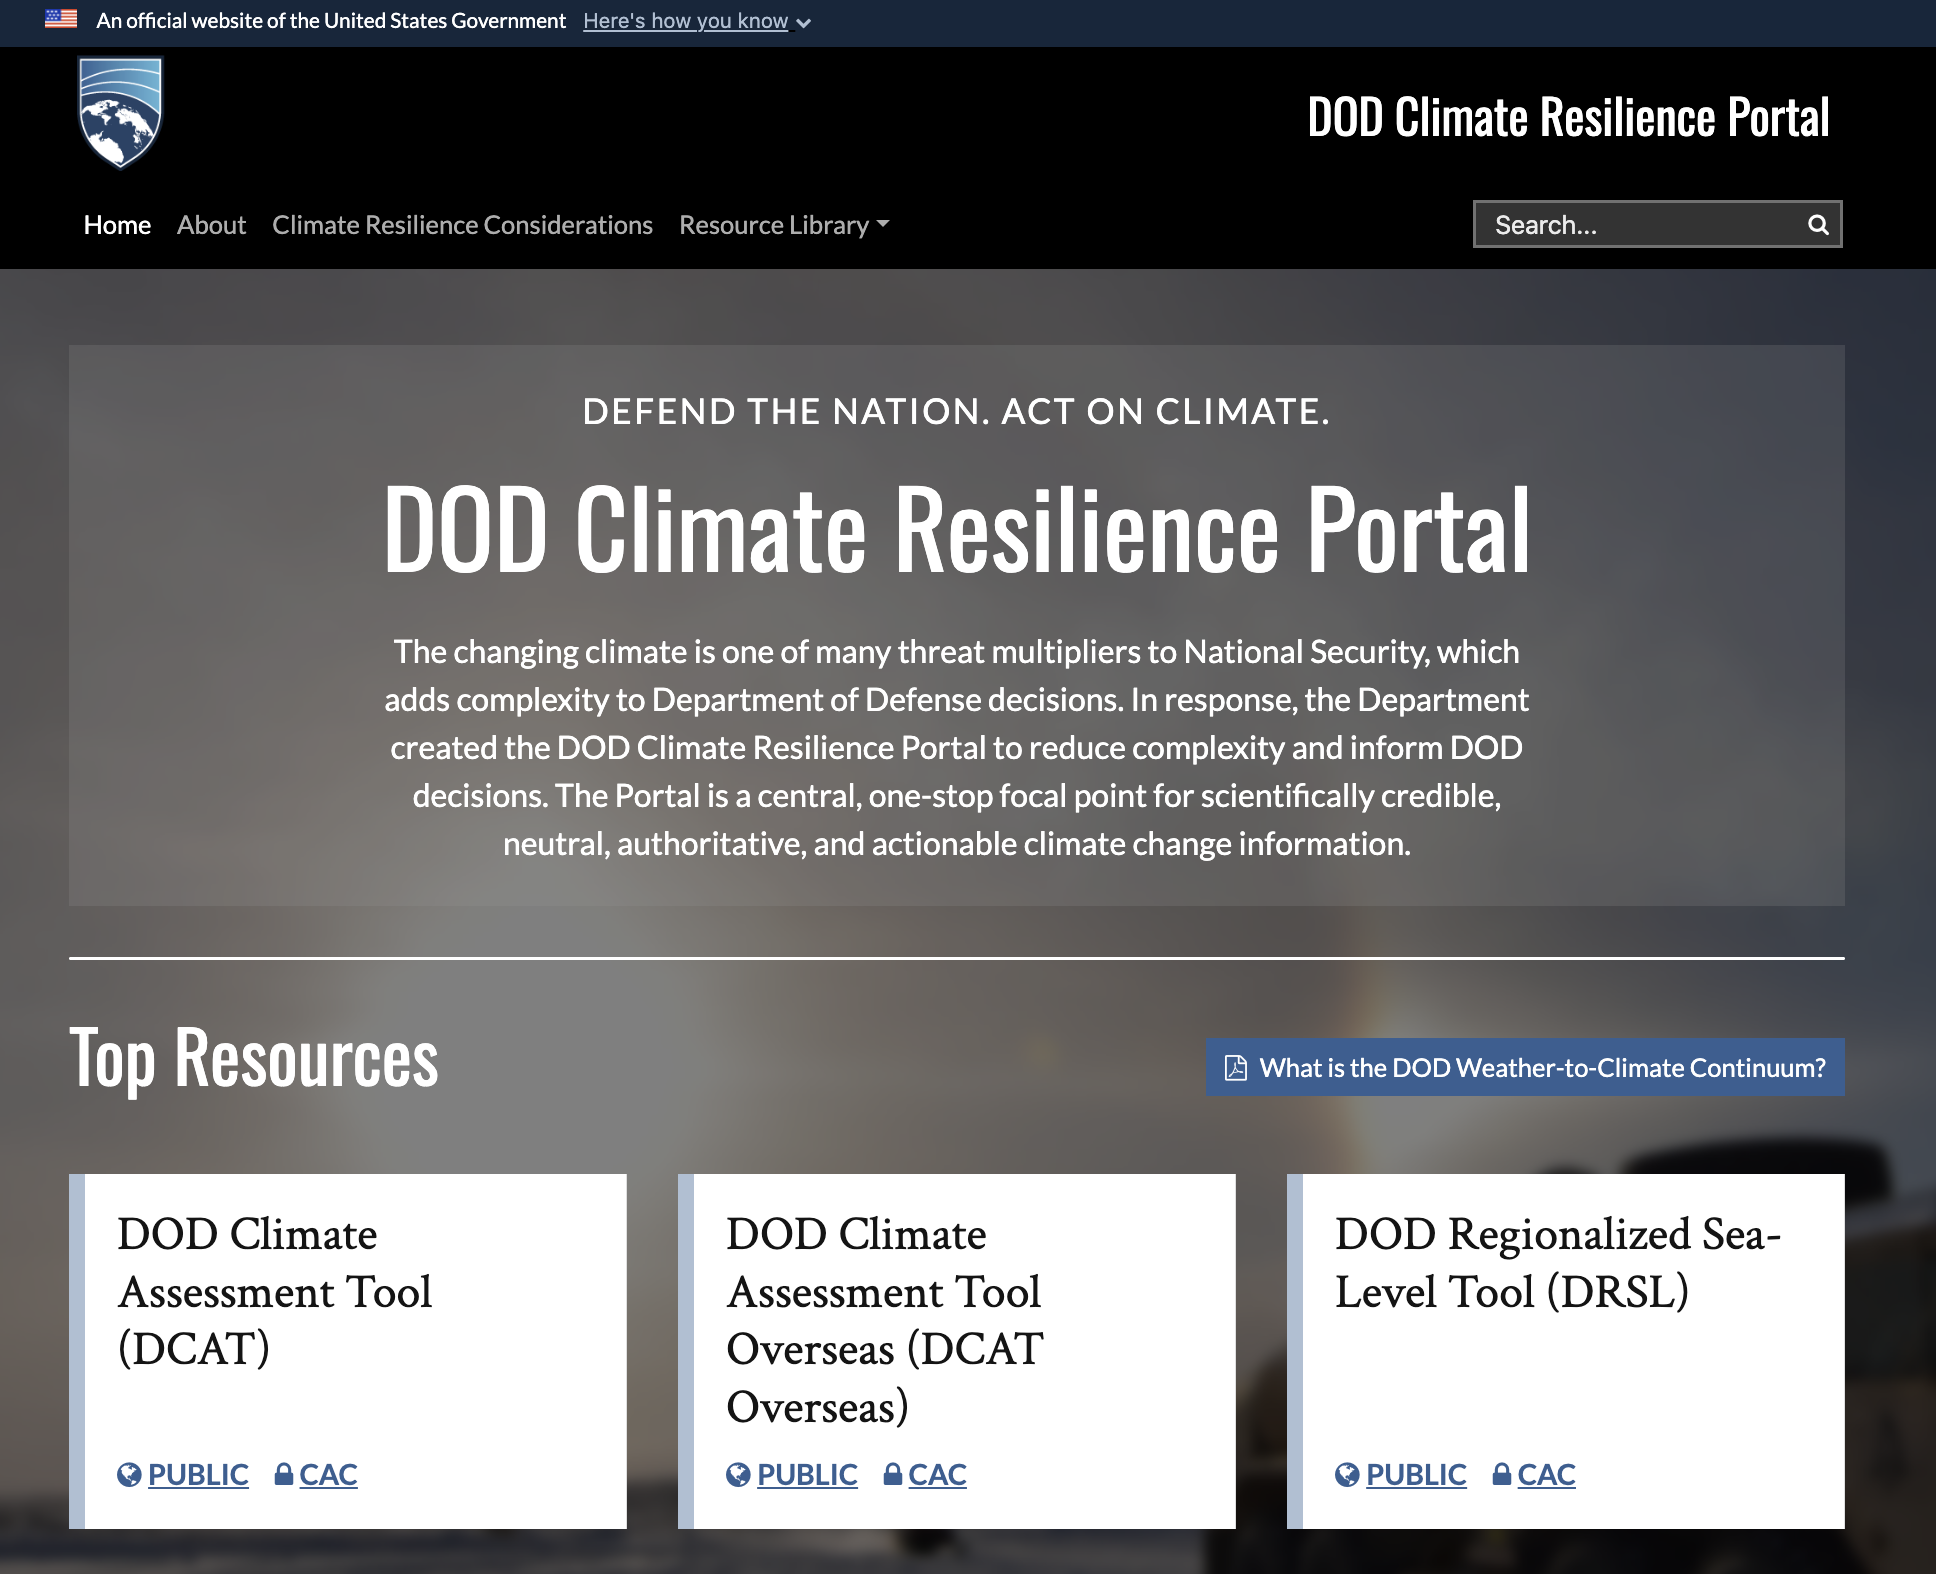 An official website of the United States Government Here's how you know
DOD Climate Resilience Portal
Home About Climate Resilience Considerations Resource Library
Search...
DEFEND THE NATION. ACT ON CLIMATE.
DOD Climate Resilience Portal
The changing climate is one of many threat multipliers to National Security, which
adds complexity to Department of Defense decisions. In response, the Department
created the DOD Climate Resilience Portal to reduce complexity and inform DOD
decisions. The Portal is a central, one-stop focal point for scientifically credible,
neutral, authoritative, and actionable climate change information.
Top Resources
What is the DOD Weather-to-Climate Continuum?
DOD Climate
Assessment Tool
(DCAT)
PUBLIC CAC
DOD Climate
Assessment Tool
Overseas (DCAT
Overseas)
PUBLIC CAC
DOD Regionalized Sea-
Level Tool (DRSL)
PUBLIC CAC